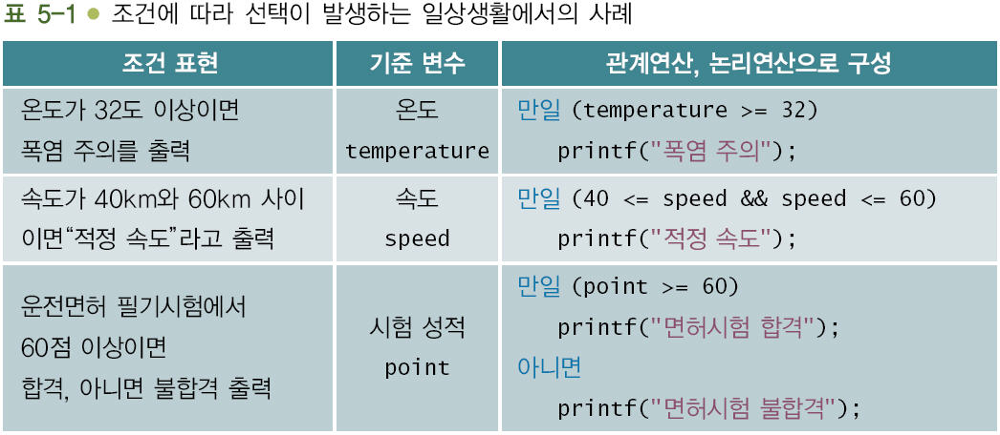 표 5-1 ● 조건에 따라 선택이 발생하는 일상생활에서의 사례
조건 표현
기준 변수
관계연산, 논리연산으로 구성
온도가 32도 이상이면
폭염 주의를 출력
온도
temperature
만일 (temperature >= 32)
printf("폭염 주의");
속도가 40km와 60km 사이
이면 “적정 속도”라고 출력
속도
speed
만일 (40 <= speed && speed <= 60)
printf("적정 속도");
운전면허 필기시험에서
60점 이상이면
합격, 아니면 불합격 출력
시험 성적
point
만일 (point >= 60)
printf("면허시험 합격");
아니면
printf("면허시험 불합격");